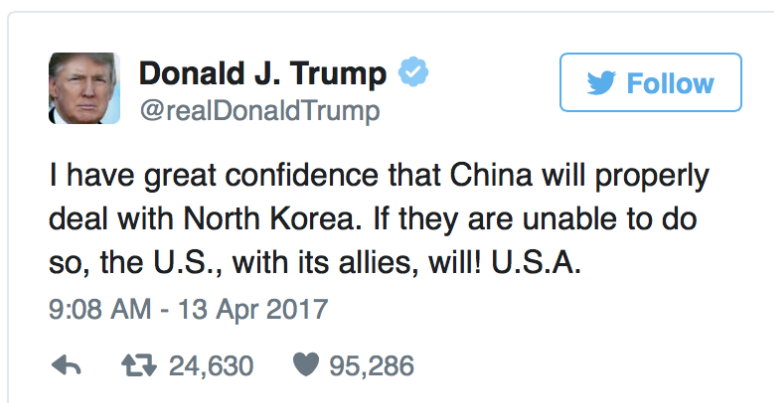 Donald J. Trump
@realDonaldTrump
Follow
I have great confidence that China will properly
deal with North Korea. If they are unable to do
so, the U.S., with its allies, will! U.S.A.
9:08 AM - 13 Apr 2017
24,630 95,286